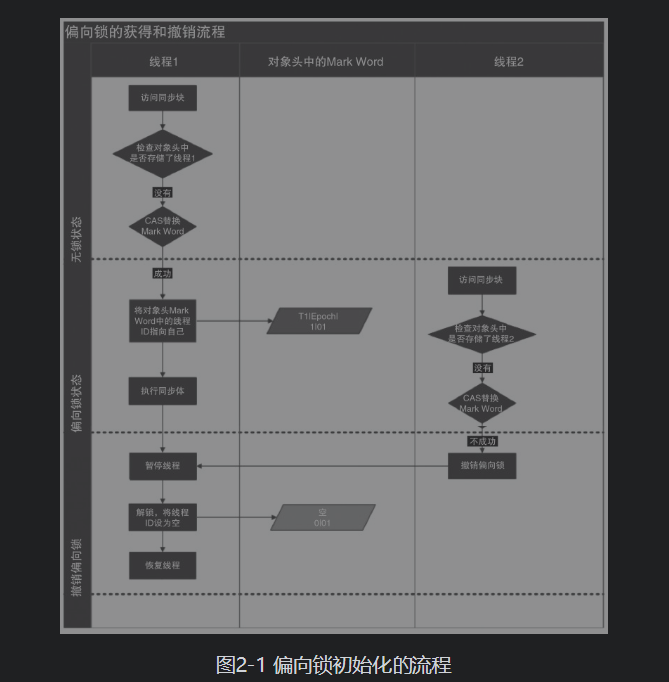 偏向锁的获得和撤销流程
线程1
对象头中的Mark Word
线程2
无锁状态
访问同步块
检查对象头中
是否存储了线程1
没有
CAS替换
Mark Word
偏向锁状态
成功
将对象头Mark
Word中的线程
ID指向自己
T1|Epoch|
1|01
执行同步体
访问同步块
检查对象头中
是否存储了线程2
没有
CAS替换
Mark Word
不成功
撤销偏向锁
撤销偏向锁
暂停线程
解锁，将线程
ID设为空
空
0|01
恢复线程
图2-1 偏向锁初始化的流程